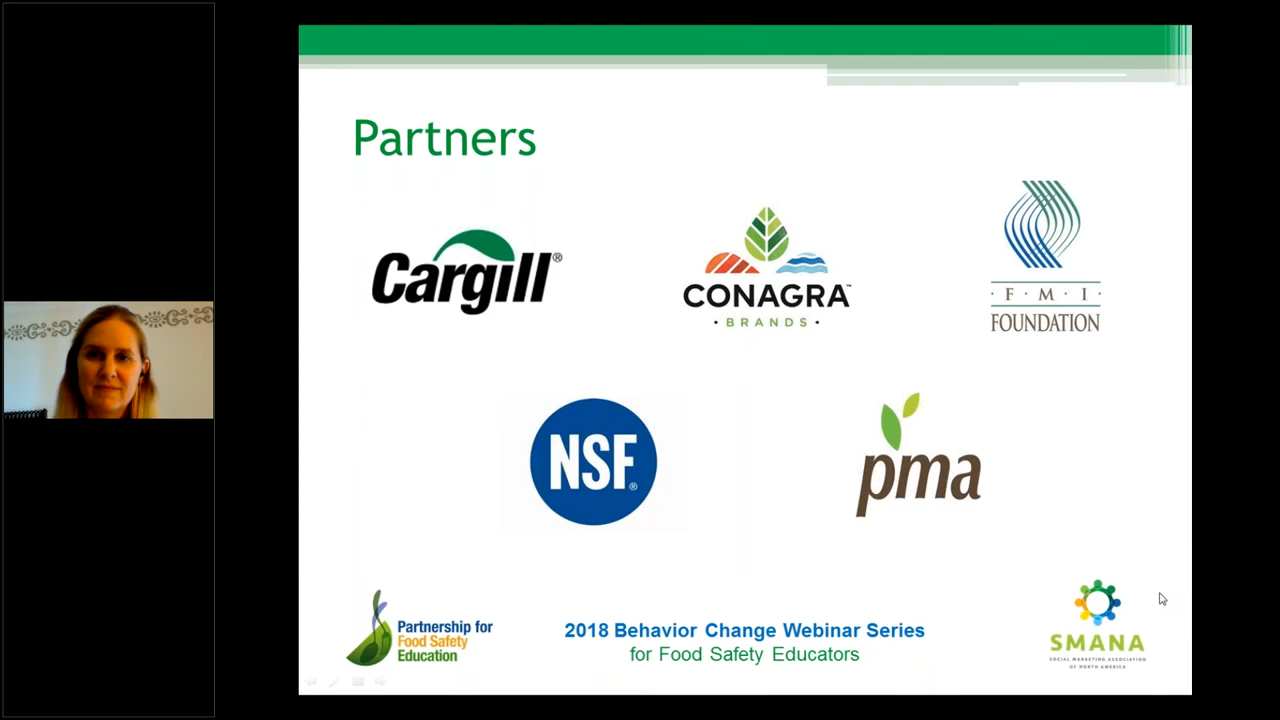 Partners
Cargill®
CONAGRA™
• BRANDS •
· F · M · I ·
FOUNDATION
NSF®
pma
Partnership for
Food Safety
Education
2018 Behavior Change Webinar Series
for Food Safety Educators
SMANA
SOCIAL MARKETING ASSOCIATION
OF NORTH AMERICA